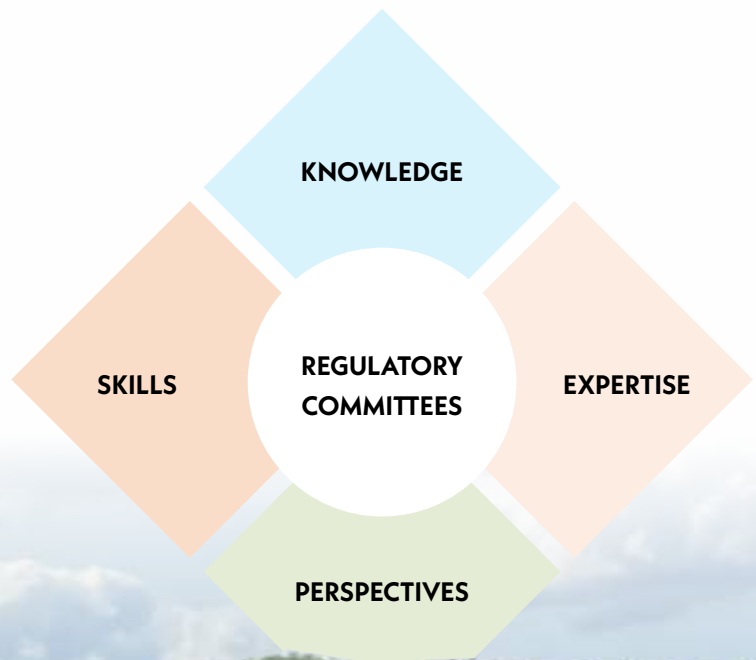 KNOWLEDGE
SKILLS
REGULATORY
COMMITTEES
EXPERTISE
PERSPECTIVES